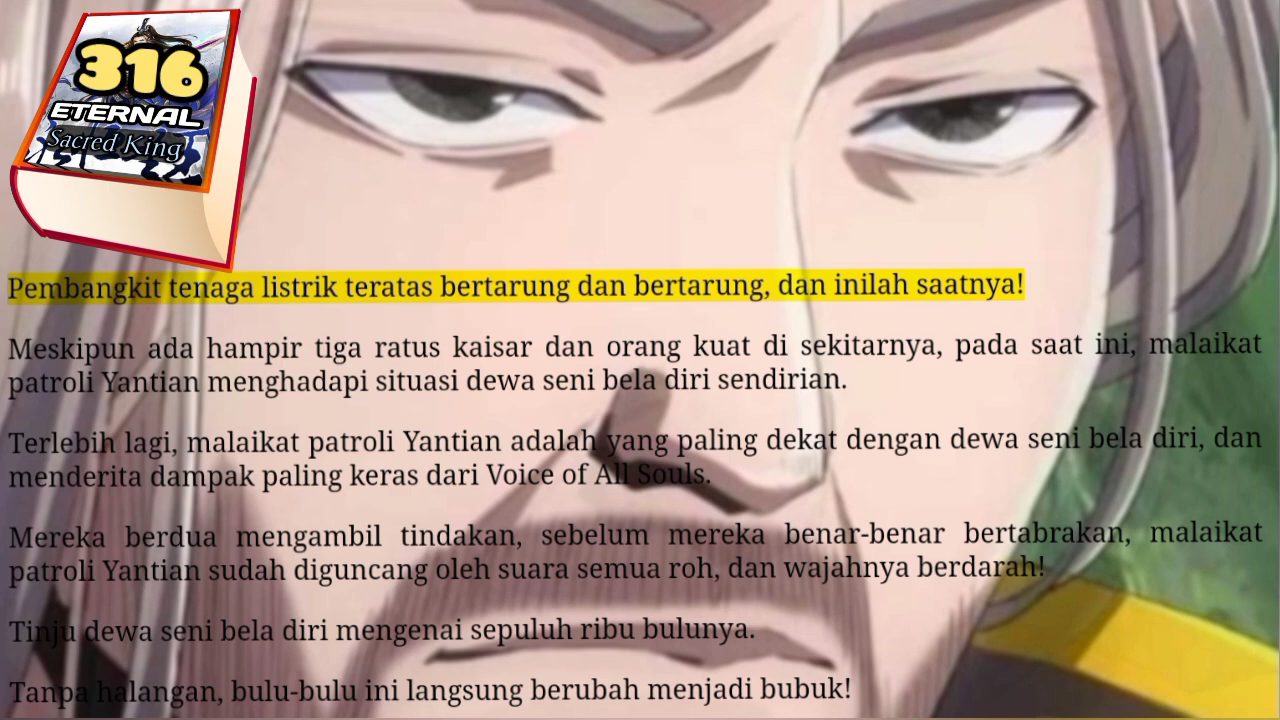 316
ETERNAL
Sacred King
Pembangkit tenaga listrik teratas bertarung dan bertarung, dan inilah saatnya!
Meskipun ada hampir tiga ratus kaisar dan orang kuat di sekitarnya, pada saat ini, malaikat
patroli Yantian menghadapi situasi dewa seni bela diri sendirian.
Terlebih lagi, malaikat patroli Yantian adalah yang paling dekat dengan dewa seni bela diri, dan
menderita dampak paling keras dari Voice of All Souls.
Mereka berdua mengambil tindakan, sebelum mereka benar-benar bertabrakan, malaikat
patroli Yantian sudah diguncang oleh suara semua roh, dan wajahnya berdarah!
Tinju dewa seni bela diri mengenai sepuluh ribu bulunya.
Tanpa halangan, bulu-bulu ini langsung berubah menjadi bubuk!